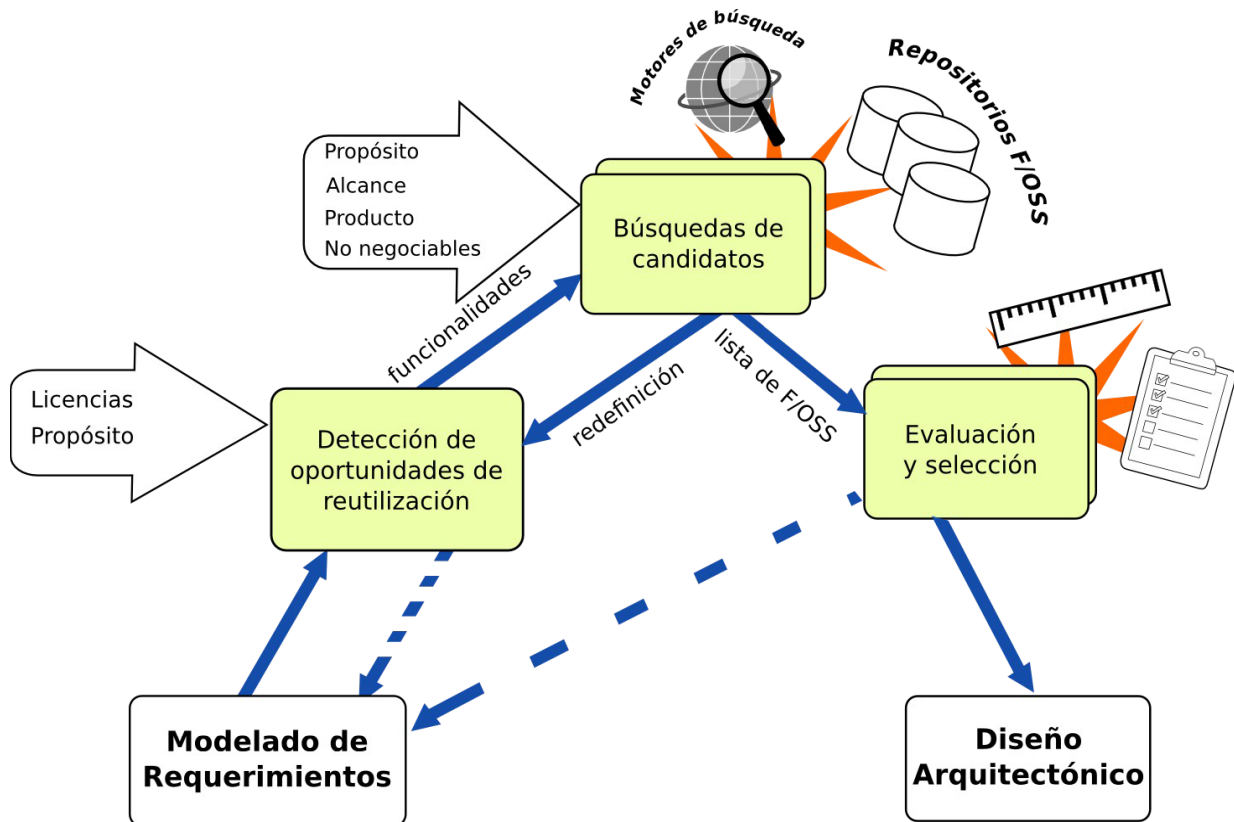 Motores de búsqueda
Repositorios F/OSS
Propósito
Alcance
Producto
No negociables
Búsquedas de
candidatos
funcionalidades
redefinición
lista de F/OSS
Licencias
Propósito
Detección de
oportunidades de
reutilización
Evaluación
y selección
Modelado de
Requerimientos
Diseño
Arquitectónico